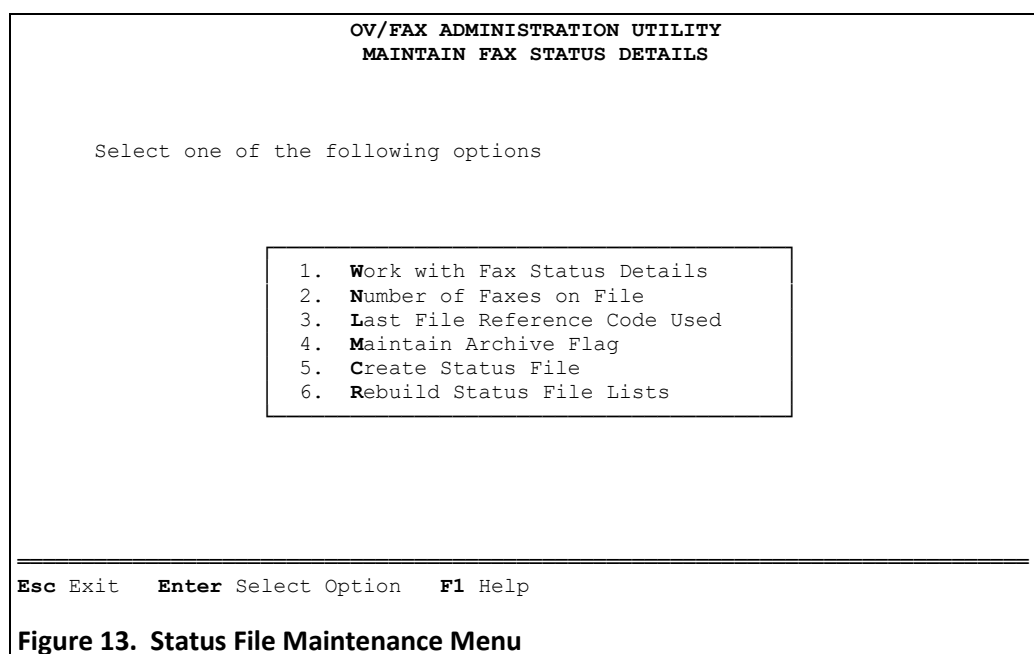 OV/FAX ADMINISTRATION UTILITY
MAINTAIN FAX STATUS DETAILS
Select one of the following options
1. Work with Fax Status Details
2. Number of Faxes on File
3. Last File Reference Code Used
4. Maintain Archive Flag
5. Create Status File
6. Rebuild Status File Lists
Esc Exit Enter Select Option F1 Help
Figure 13. Status File Maintenance Menu